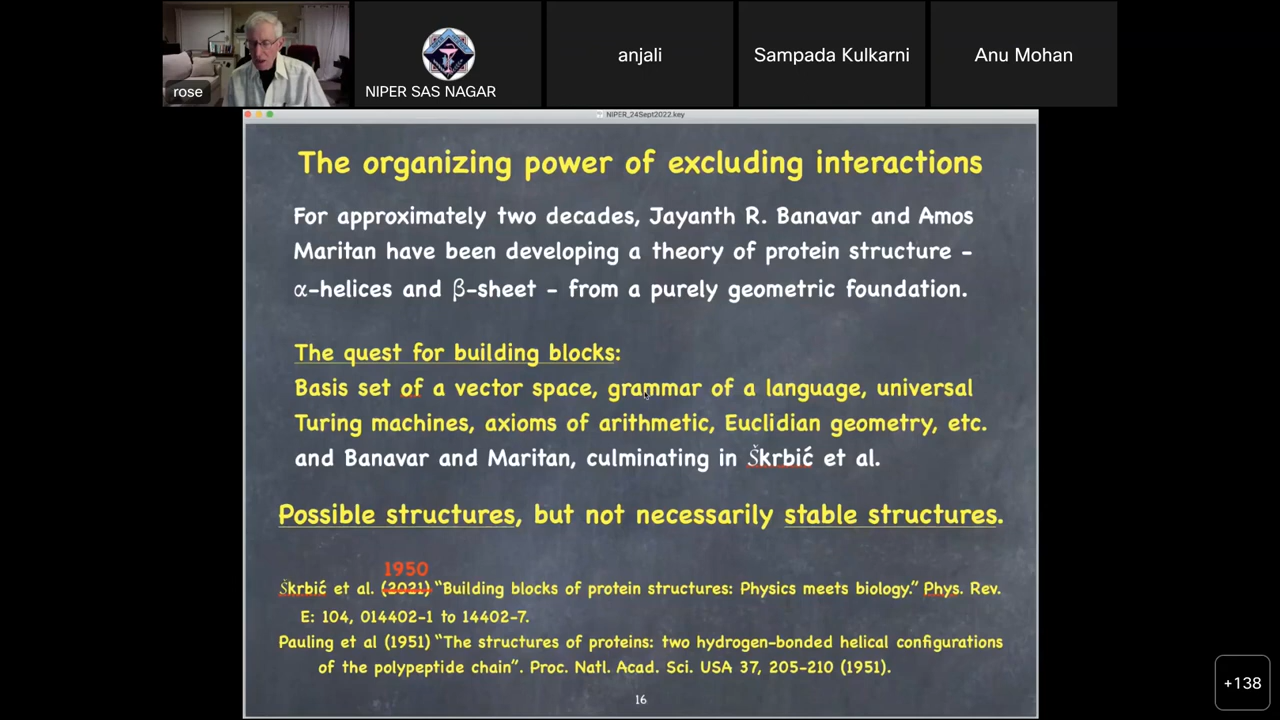 rose
NIPER SAS NAGAR
anjali
Sampada Kulkarni
Anu Mohan
NIPER_24Sept2022.key
The organizing power of excluding interactions
For approximately two decades, Jayanth R. Banavar and Amos
Maritan have been developing a theory of protein structure -
α-helices and β-sheet - from a purely geometric foundation.
The quest for building blocks:
Basis set of a vector space, grammar of a language, universal
Turing machines, axioms of arithmetic, Euclidian geometry, etc.
and Banavar and Maritan, culminating in Škrbić et al.
Possible structures, but not necessarily stable structures.
1950
Škrbić et al. (2021) "Building blocks of protein structures: Physics meets biology." Phys. Rev.
E: 104, 014402-1 to 14402-7.
Pauling et al (1951) "The structures of proteins: two hydrogen-bonded helical configurations
of the polypeptide chain". Proc. Natl. Acad. Sci. USA 37, 205-210 (1951).
16
+138